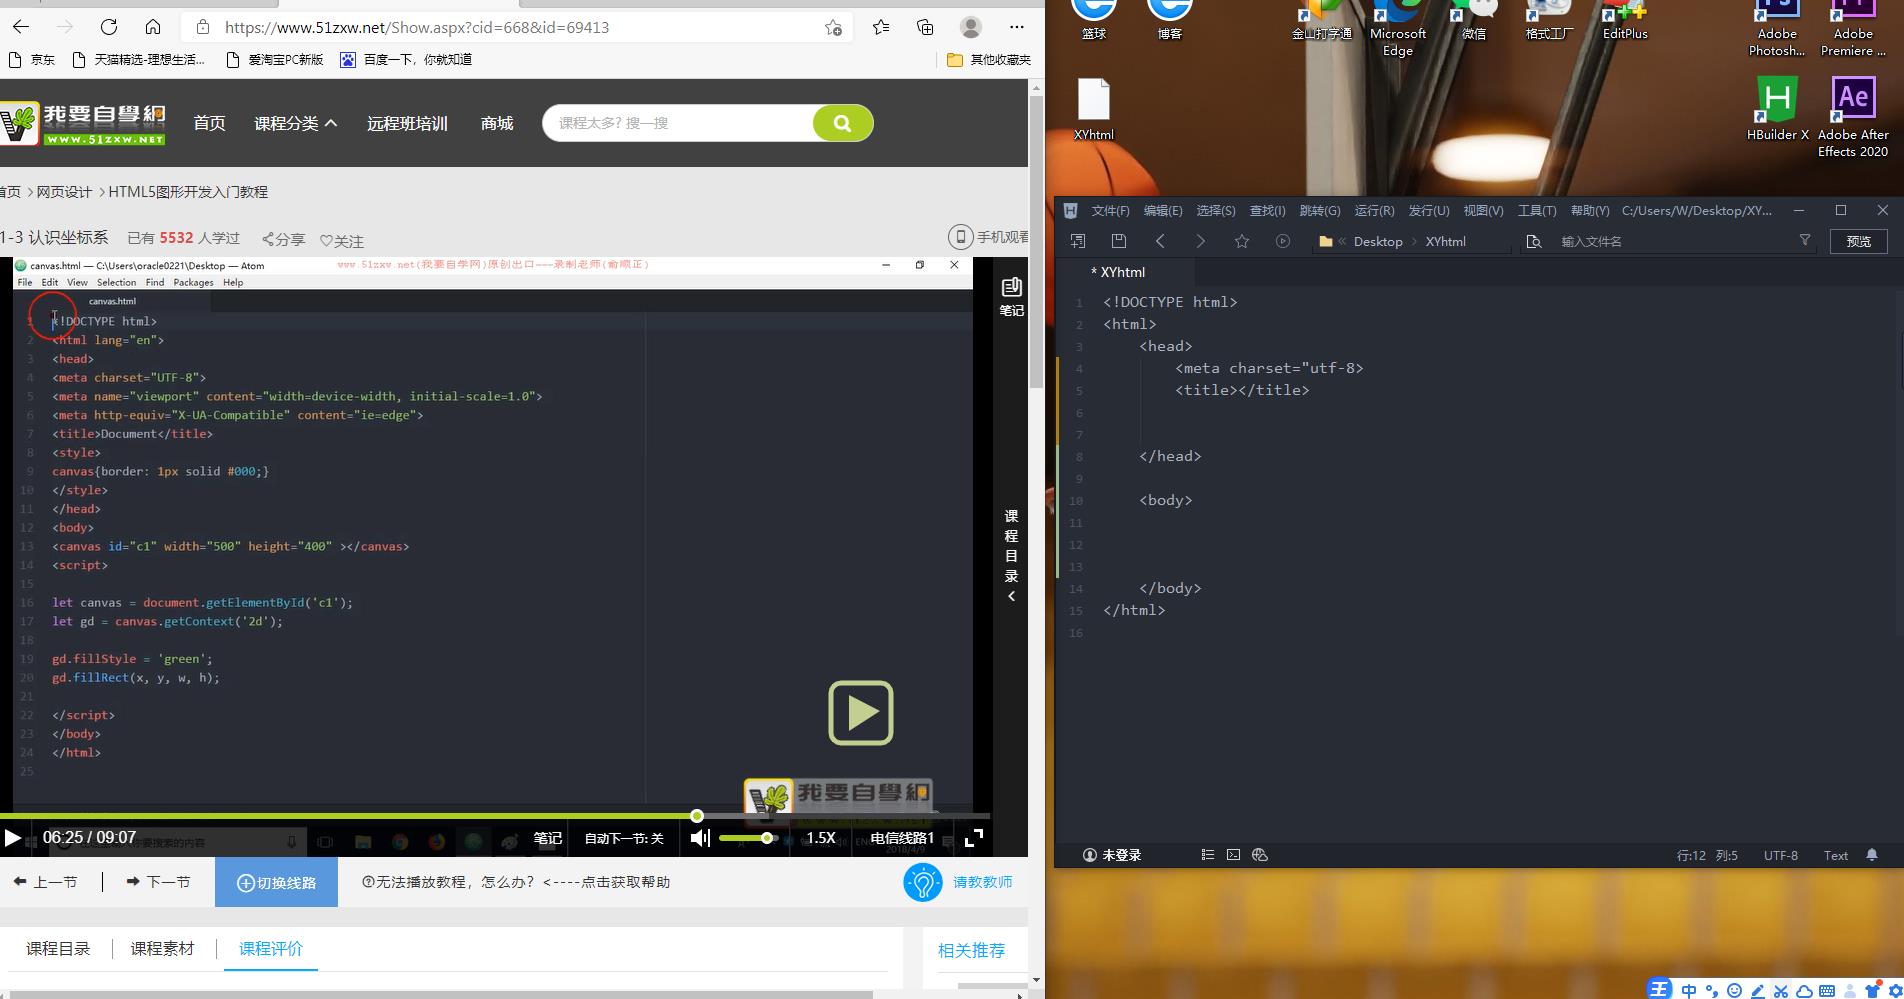 https://www.51zxw.net/Show.aspx?cid=668&id=69413
京东
天猫精选-理想生活...
爱淘宝PC新版
百度一下，你就知道
其他收藏夹
我要自學網
WWW.51ZXW.NET
首页
课程分类
远程班培训
商城
课程太多? 搜一搜
首页 > 网页设计 > HTML5图形开发入门教程
1-3 认识坐标系
已有 5532 人学过
分享
关注
手机观看
canvas.html — C:\Users\oracle0221\Desktop — Atom
www.51zxw.net(我要自学网)原创出口---录制老师(俞顺正)
File Edit View Selection Find Packages Help
canvas.html
1 <!DOCTYPE html>
2 <html lang="en">
3 <head>
4 <meta charset="UTF-8">
5 <meta name="viewport" content="width=device-width, initial-scale=1.0">
6 <meta http-equiv="X-UA-Compatible" content="ie=edge">
7 <title>Document</title>
8 <style>
9 canvas{border: 1px solid #000;}
10 </style>
11 </head>
12 <body>
13 <canvas id="c1" width="500" height="400" ></canvas>
14 <script>
15
16 let canvas = document.getElementById('c1');
17 let gd = canvas.getContext('2d');
18
19 gd.fillStyle = 'green';
20 gd.fillRect(x, y, w, h);
21
22 </script>
23 </body>
24 </html>
25
笔记
课程目录
我要自學網
06:25 / 09:07
笔记
自动下一节: 关
1.5X
电信线路1
2018/4/9
上一节
下一节
切换线路
无法播放教程，怎么办？<----点击获取帮助
请教教师
课程目录
课程素材
课程评价
相关推荐
篮球
博客
金山打字通
Microsoft Edge
微信
格式工厂
EditPlus
Adobe Photosh...
Adobe Premiere ...
XYhtml
HBuilder X
Adobe After Effects 2020
文件(F) 编辑(E) 选择(S) 查找(I) 跳转(G) 运行(R) 发行(U) 视图(V) 工具(T) 帮助(Y) C:/Users/W/Desktop/XY...
Desktop
XYhtml
输入文件名
预览
* XYhtml
1 <!DOCTYPE html>
2 <html>
3 <head>
4 <meta charset="utf-8>
5 <title></title>
6
7
8 </head>
9
10 <body>
11
12
13
14 </body>
15 </html>
16
未登录
行:12 列:5
UTF-8
Text
王 中